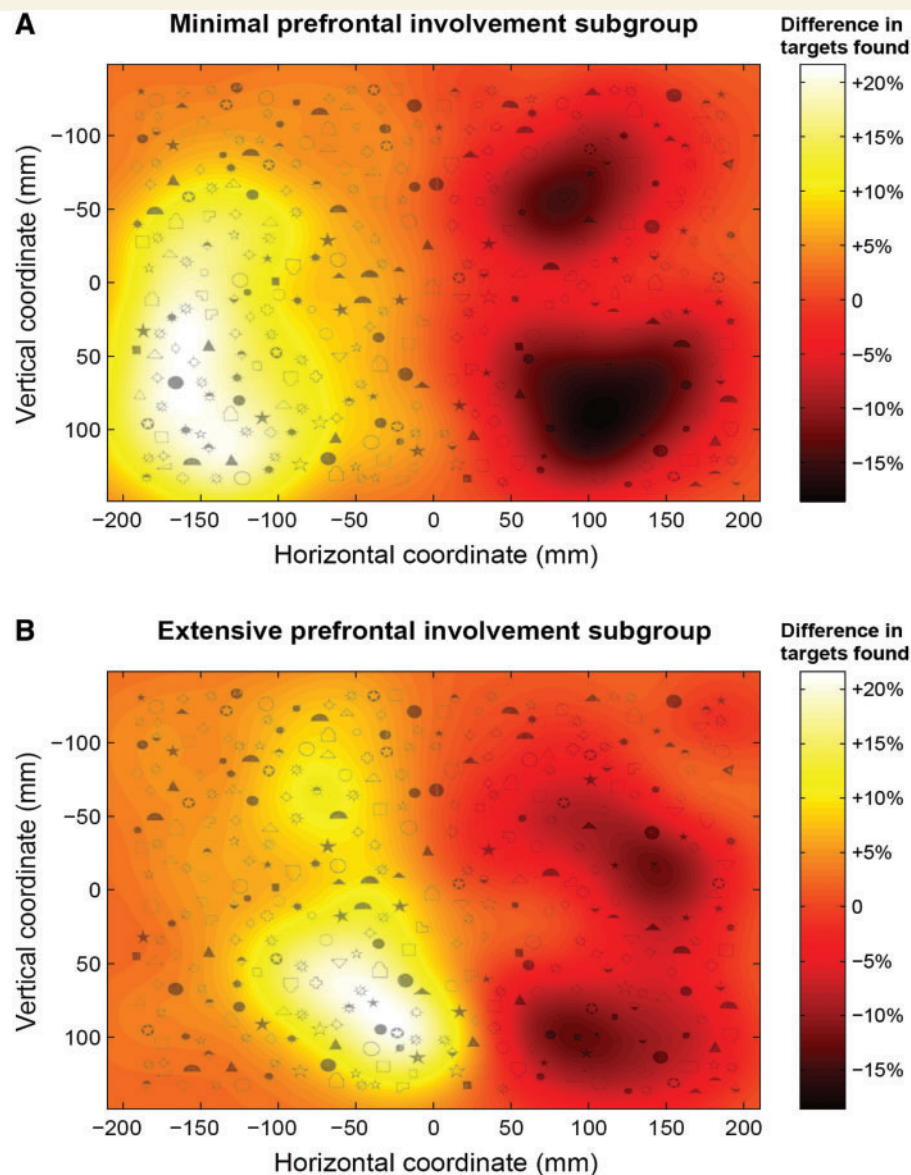 A
Minimal prefrontal involvement subgroup
Difference in
targets found
+20%
+15%
+10%
+5%
0
−5%
−10%
−15%
Vertical coordinate (mm)
−100
−50
0
50
100
−200 −150 −100 −50 0 50 100 150 200
Horizontal coordinate (mm)
B
Extensive prefrontal involvement subgroup
Difference in
targets found
+20%
+15%
+10%
+5%
0
−5%
−10%
−15%
Vertical coordinate (mm)
−100
−50
0
50
100
−200 −150 −100 −50 0 50 100 150 200
Horizontal coordinate (mm)